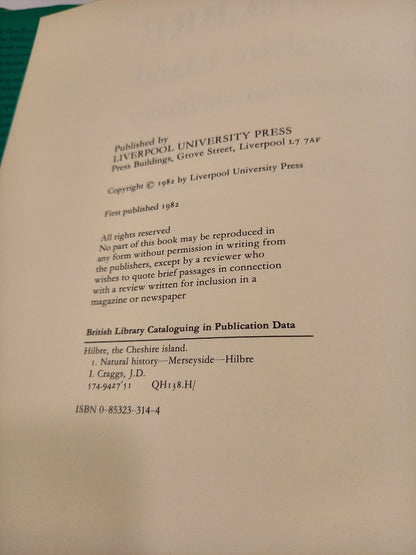 Published by
LIVERPOOL UNIVERSITY PRESS
Press Buildings, Grove Street, Liverpool L7 7AF
Copyright © 1982 by Liverpool University Press
First published 1982
All rights reserved
No part of this book may be reproduced in
any form without permission in writing from
the publishers, except by a reviewer who
wishes to quote brief passages in connection
with a review written for inclusion in a
magazine or newspaper
British Library Cataloguing in Publication Data
Hilbre, the Cheshire island.
1. Natural history—Merseyside—Hilbre
I. Craggs, J.D.
574.9427'51 QH138.H/
ISBN 0-85323-314-4